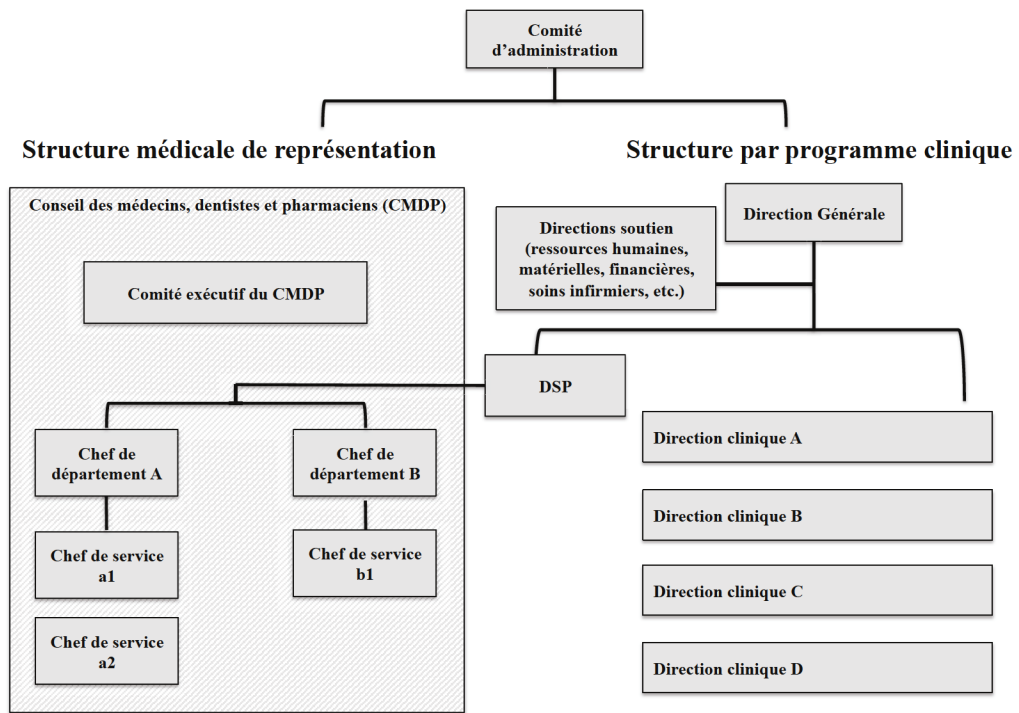 Comité
d’administration
Structure médicale de représentation
Structure par programme clinique
Conseil des médecins, dentistes et pharmaciens (CMDP)
Comité exécutif du CMDP
Direction Générale
Directions soutien
(ressources humaines,
matérielles, financières,
soins infirmiers, etc.)
DSP
Chef de
département A
Chef de
département B
Chef de service
a1
Chef de service
b1
Chef de service
a2
Direction clinique A
Direction clinique B
Direction clinique C
Direction clinique D